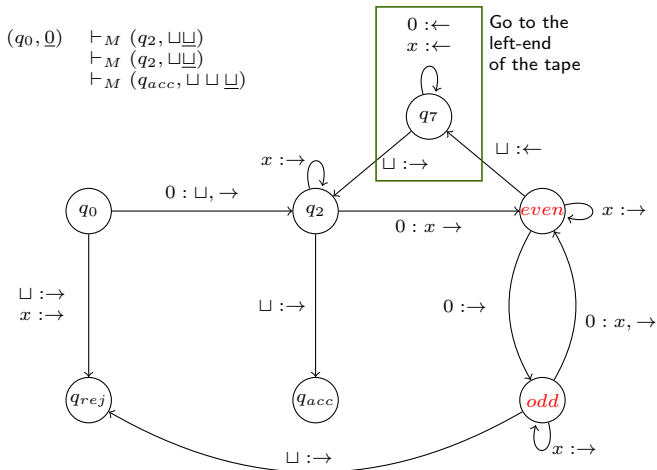 (q₀, 0) ⊢M (q₂, ⊔⊔)
⊢M (q₂, ⊔⊔)
⊢M (qacc, ⊔ ⊔ ⊔)
0 :←
x :←
Go to the
left-end
of the tape
q₇
⊔ :←
x :→
⊔ :→
0 : ⊔, →
q₀
q₂
even
x :→
0 : x →
⊔ :→
x :→
⊔ :→
0 :→
0 : x, →
qrej
qacc
odd
x :→
⊔ :→